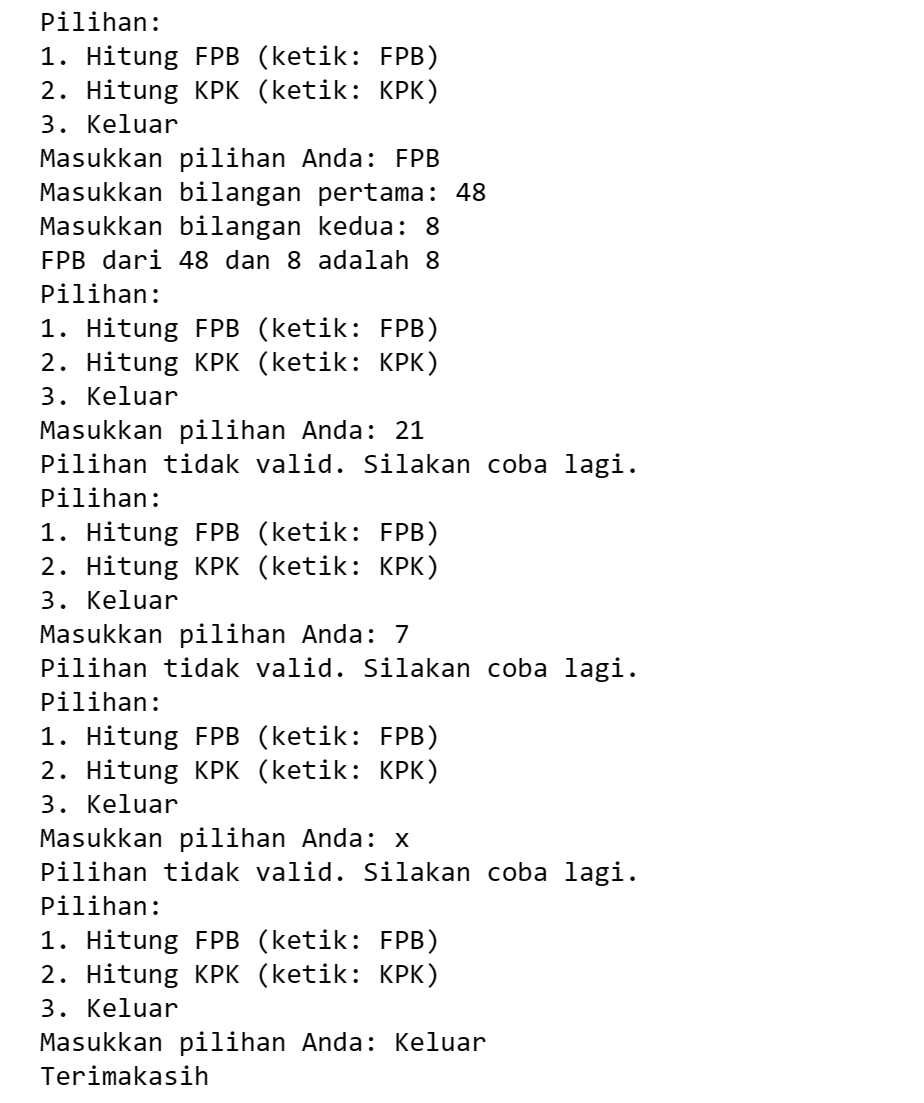 Pilihan:
1. Hitung FPB (ketik: FPB)
2. Hitung KPK (ketik: KPK)
3. Keluar
Masukkan pilihan Anda: FPB
Masukkan bilangan pertama: 48
Masukkan bilangan kedua: 8
FPB dari 48 dan 8 adalah 8
Pilihan:
1. Hitung FPB (ketik: FPB)
2. Hitung KPK (ketik: KPK)
3. Keluar
Masukkan pilihan Anda: 21
Pilihan tidak valid. Silakan coba lagi.
Pilihan:
1. Hitung FPB (ketik: FPB)
2. Hitung KPK (ketik: KPK)
3. Keluar
Masukkan pilihan Anda: 7
Pilihan tidak valid. Silakan coba lagi.
Pilihan:
1. Hitung FPB (ketik: FPB)
2. Hitung KPK (ketik: KPK)
3. Keluar
Masukkan pilihan Anda: x
Pilihan tidak valid. Silakan coba lagi.
Pilihan:
1. Hitung FPB (ketik: FPB)
2. Hitung KPK (ketik: KPK)
3. Keluar
Masukkan pilihan Anda: Keluar
Terimakasih